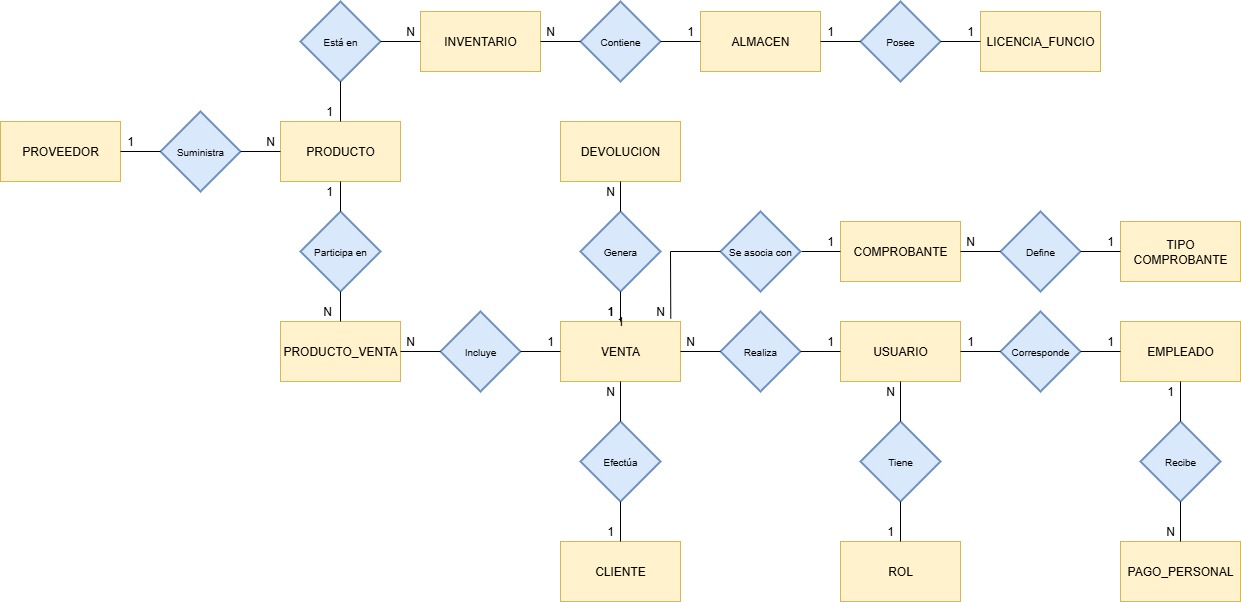 Está en
N
INVENTARIO
N
Contiene
1
ALMACEN
1
Posee
1
LICENCIA_FUNCIO
1
PROVEEDOR
1
Suministra
N
PRODUCTO
DEVOLUCION
1
N
Participa en
Genera
Se asocia con
1
COMPROBANTE
N
Define
1
TIPO
COMPROBANTE
N
1
1
N
PRODUCTO_VENTA
N
Incluye
1
VENTA
N
Realiza
1
USUARIO
1
Corresponde
1
EMPLEADO
N
N
1
Efectúa
Tiene
Recibe
1
1
N
CLIENTE
ROL
PAGO_PERSONAL